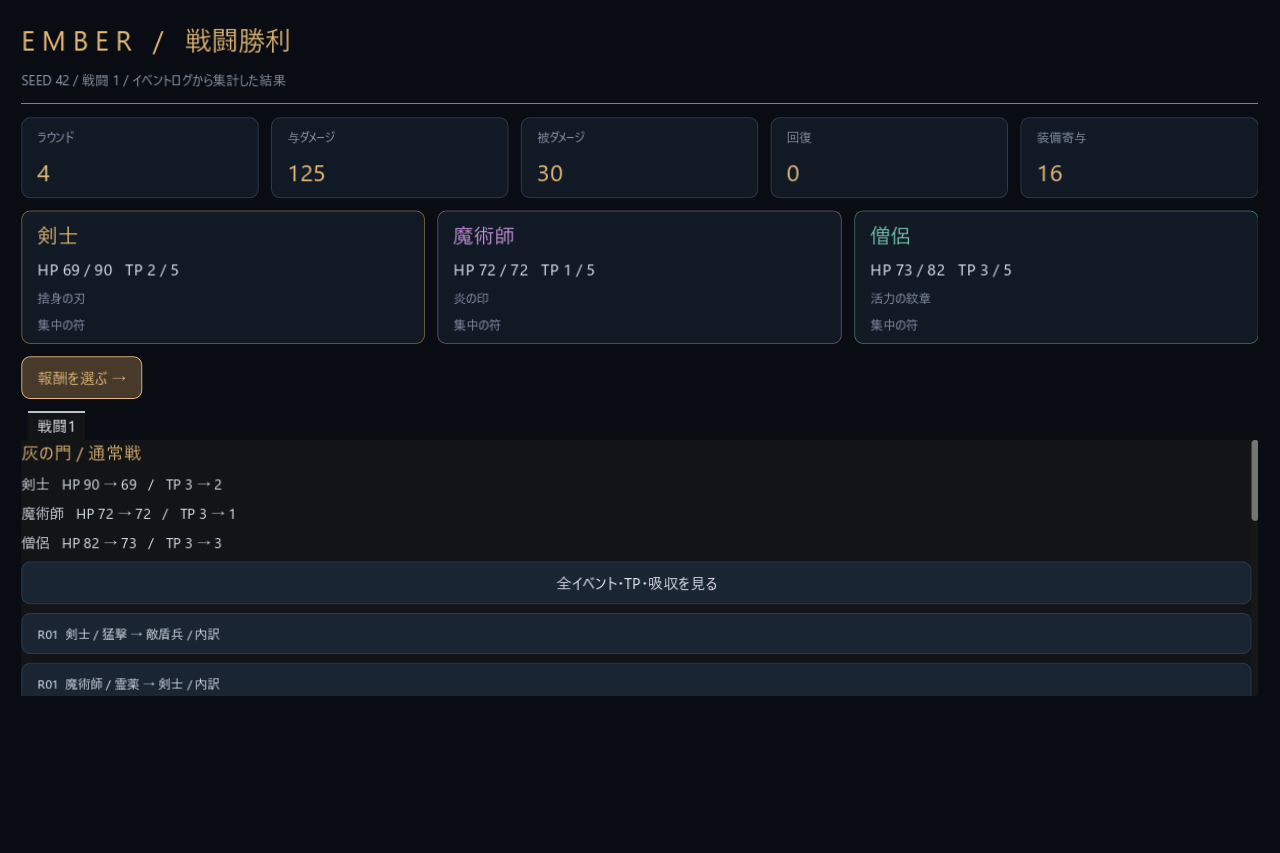 EMBER / 戦闘勝利
SEED 42 / 戦闘 1 / イベントログから集計した結果
ラウンド
4
与ダメージ
125
被ダメージ
30
回復
0
装備寄与
16
剣士
HP 69 / 90 TP 2 / 5
捨身の刃
集中の符
魔術師
HP 72 / 72 TP 1 / 5
炎の印
集中の符
僧侶
HP 73 / 82 TP 3 / 5
活力の紋章
集中の符
報酬を選ぶ →
戦闘1
灰の門 / 通常戦
剣士 HP 90 → 69 / TP 3 → 2
魔術師 HP 72 → 72 / TP 3 → 1
僧侶 HP 82 → 73 / TP 3 → 3
全イベント・TP・吸収を見る
R01 剣士 / 猛撃 → 敵盾兵 / 内訳
R01 魔術師 / 霊薬 → 剣士 / 内訳